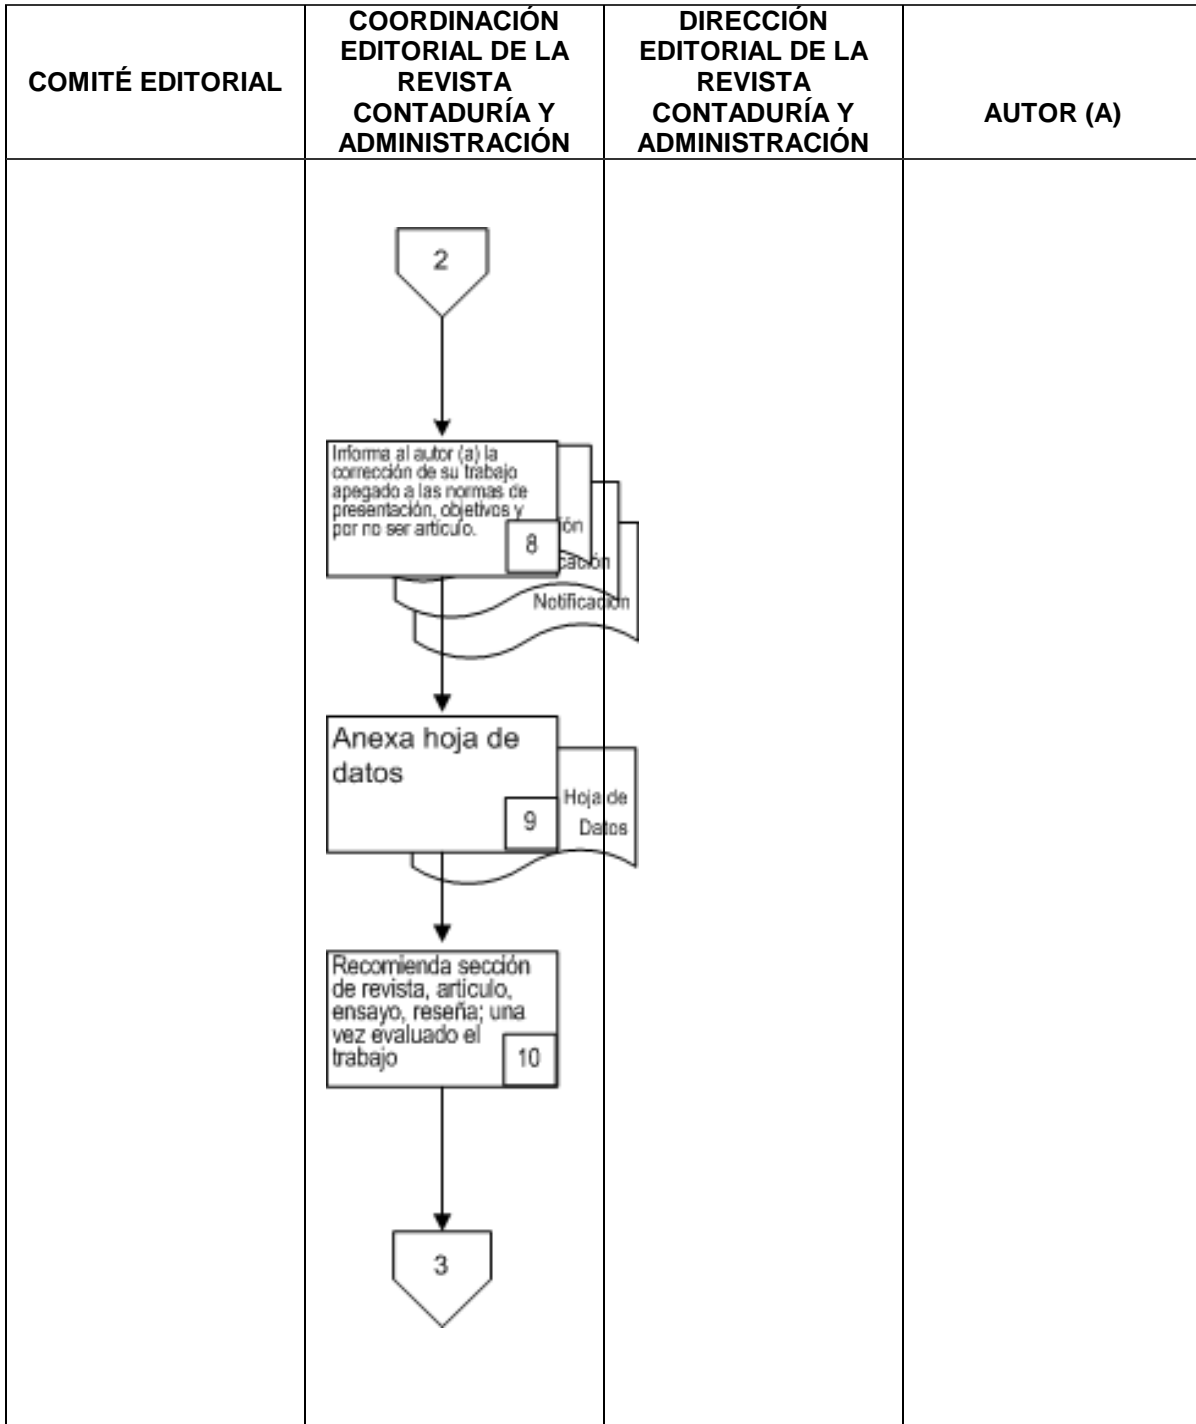 COMITÉ EDITORIAL
COORDINACIÓN
EDITORIAL DE LA
REVISTA
CONTADURÍA Y
ADMINISTRACIÓN
DIRECCIÓN
EDITORIAL DE LA
REVISTA
CONTADURÍA Y
ADMINISTRACIÓN
AUTOR (A)
2
Informa al autor (a) la
corrección de su trabajo
apegado a las normas de
presentación, objetivos y
por no ser artículo.
8
ión
cación
Notificación
Anexa hoja de
datos
9
Hoja de
Datos
Recomienda sección
de revista, articulo,
ensayo, reseña; una
vez evaluado el
trabajo
10
3